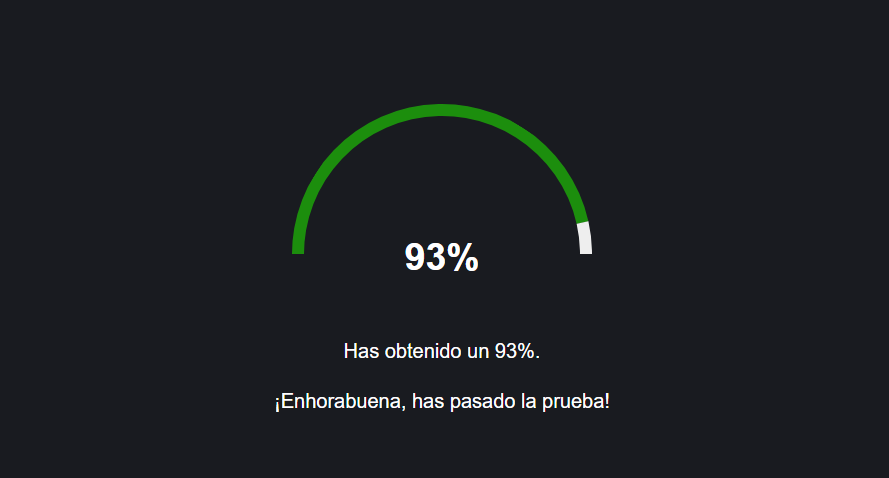 93%
Has obtenido un 93%.
¡Enhorabuena, has pasado la prueba!